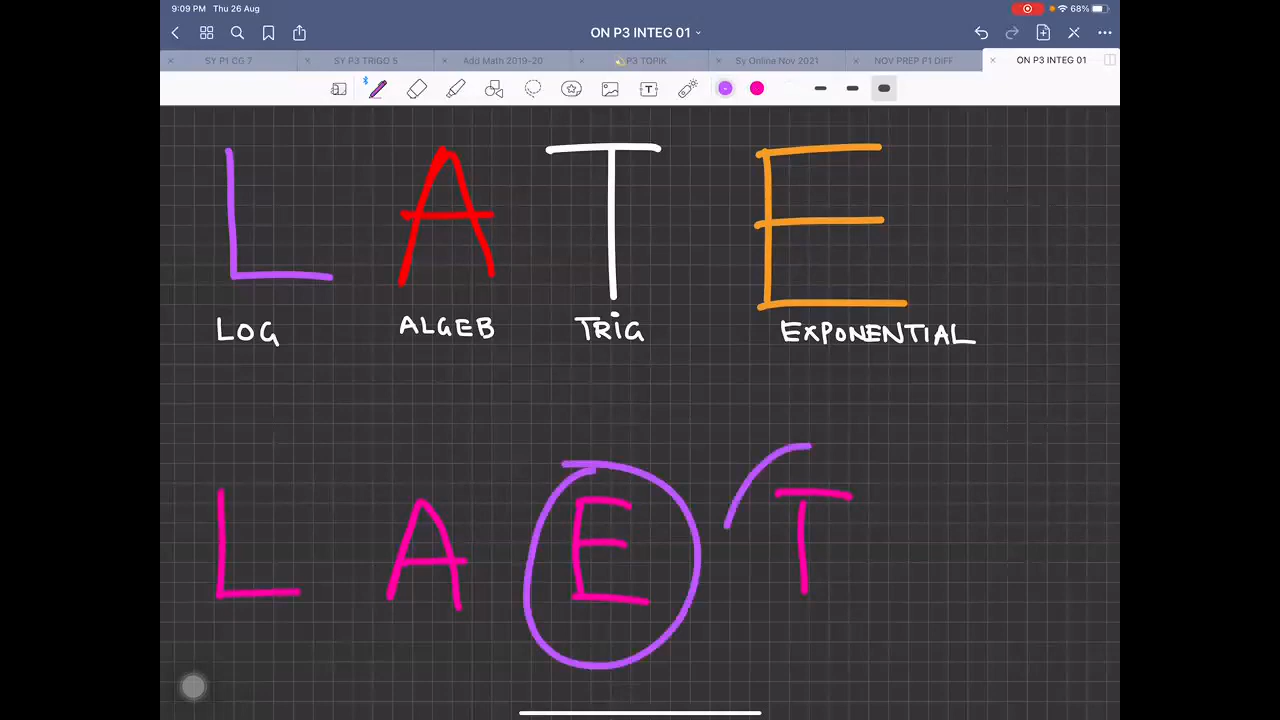 9:09 PM Thu 26 Aug 68%
ON P3 INTEG 01
SY P1 CG 7 SY P3 TRIGO 5 Add Math 2019-20 P3 TOPIK Sy Online Nov 2021 NOV PREP P1 DIFF ON P3 INTEG 01
L A T E
LOG ALGEB TRIG EXPONENTIAL
L A E T